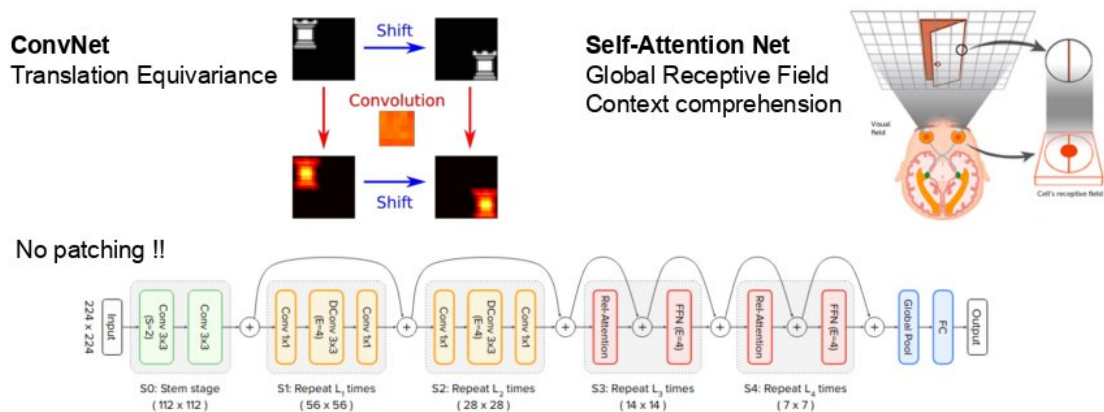 ConvNet
Translation Equivariance
Shift
Convolution
Shift
Self-Attention Net
Global Receptive Field
Context comprehension
Visual
field
Cell's receptive field
No patching !!
224 x 224
Input
Conv 3x3
(S=2)
Conv 3x3
S0: Stem stage
( 112 x 112 )
+
Conv 1x1
DConv 3x3
(E=4)
Conv 1x1
S1: Repeat L₁ times
( 56 x 56 )
+
Conv 1x1
DConv 3x3
(E=4)
Conv 1x1
S2: Repeat L₂ times
( 28 x 28 )
+
Rel-Attention
+
FFN (E=4)
S3: Repeat L₃ times
( 14 x 14 )
+
Rel-Attention
+
FFN (E=4)
S4: Repeat L₄ times
( 7 x 7 )
+
Global Pool
FC
Output